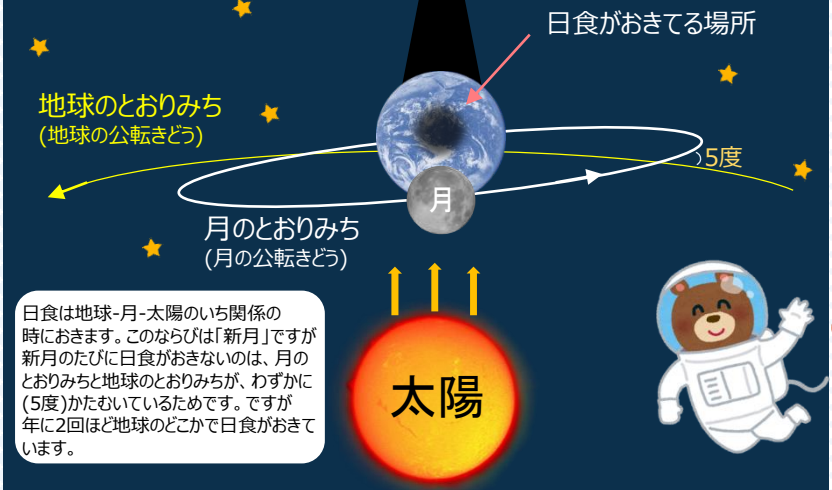 日食がおきてる場所
地球のとおりみち
(地球の公転きどう)
5度
月
月のとおりみち
(月の公転きどう)
日食は地球-月-太陽のいち関係の
時におきます。このならびは「新月」ですが
新月のたびに日食がおきないのは、月の
とおりみちと地球のとおりみちが、わずかに
(5度)かたむいているためです。ですが
年に2回ほど地球のどこかで日食がおきて
います。
太陽